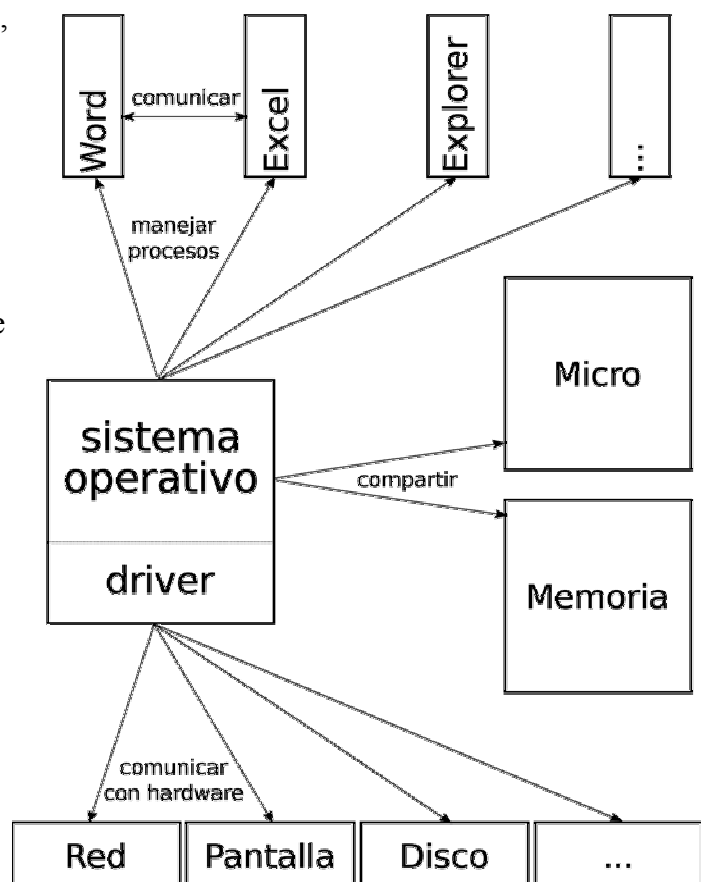 ,
Word
comunicar
Excel
Explorer
...
manejar
procesos
e
Micro
sistema
operativo
compartir
driver
Memoria
comunicar
con hardware
Red
Pantalla
Disco
...